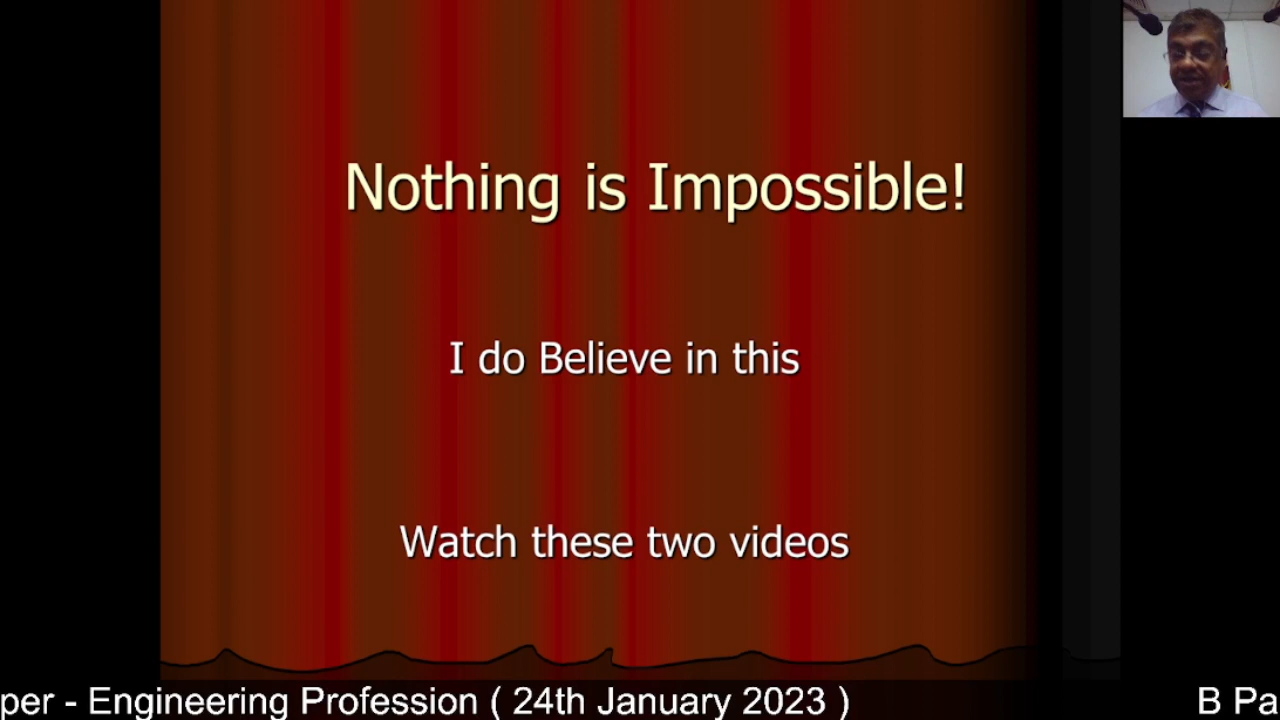 Nothing is Impossible!
I do Believe in this
Watch these two videos
per - Engineering Profession ( 24th January 2023 ) B Pa